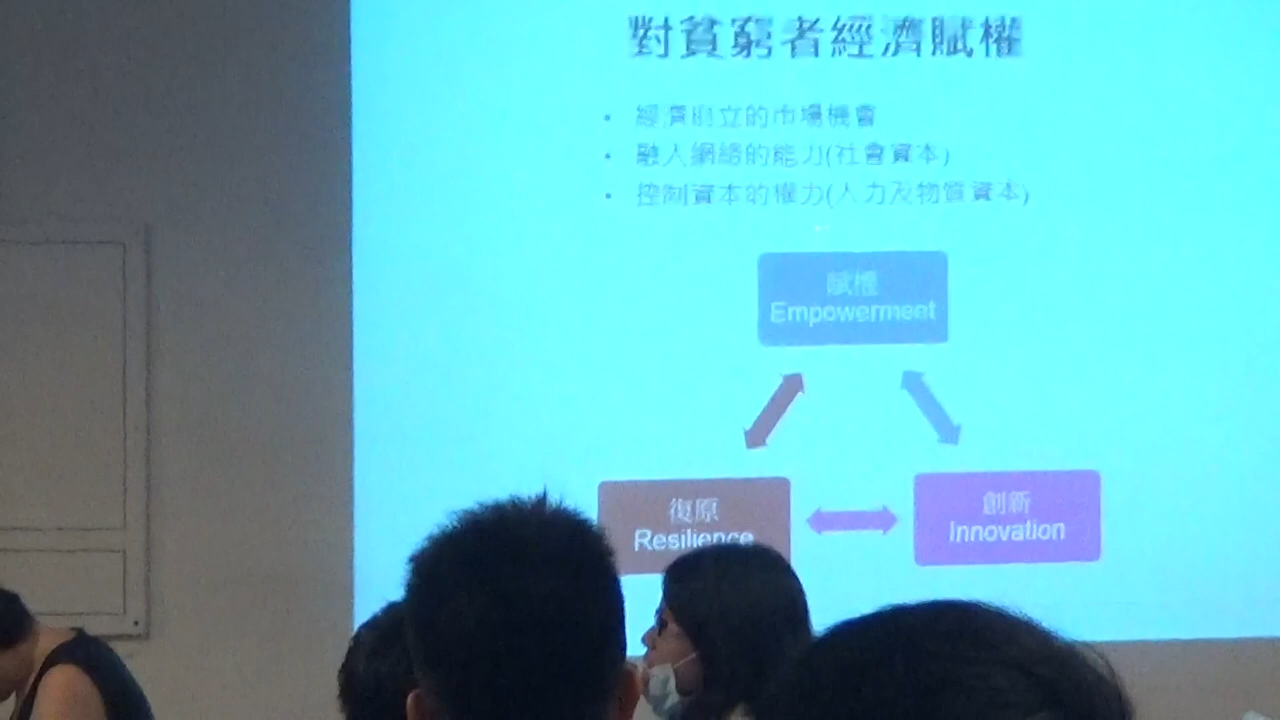 對貧窮者經濟賦權
• 經濟自立的市場機會
• 融入網絡的能力(社會資本)
• 控制資本的權力(人力及物質資本)
賦權
Empowerment
復原
Resilience
創新
Innovation